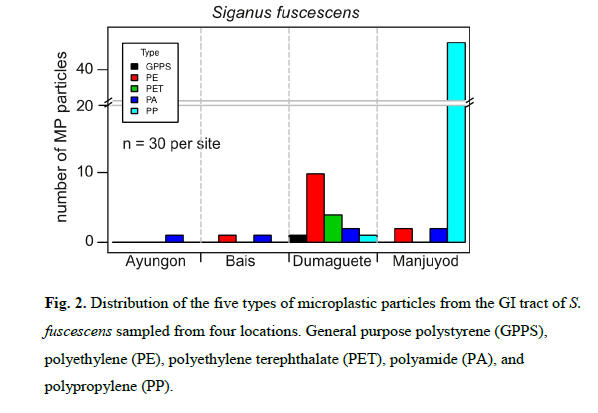 Siganus fuscescens
number of MP particles
40
20
10
0
Type
GPPS
PE
PET
PA
PP
n = 30 per site
Ayungon Bais Dumaguete Manjuyod
Fig. 2. Distribution of the five types of microplastic particles from the GI tract of S.
fuscescens sampled from four locations. General purpose polystyrene (GPPS),
polyethylene (PE), polyethylene terephthalate (PET), polyamide (PA), and
polypropylene (PP).